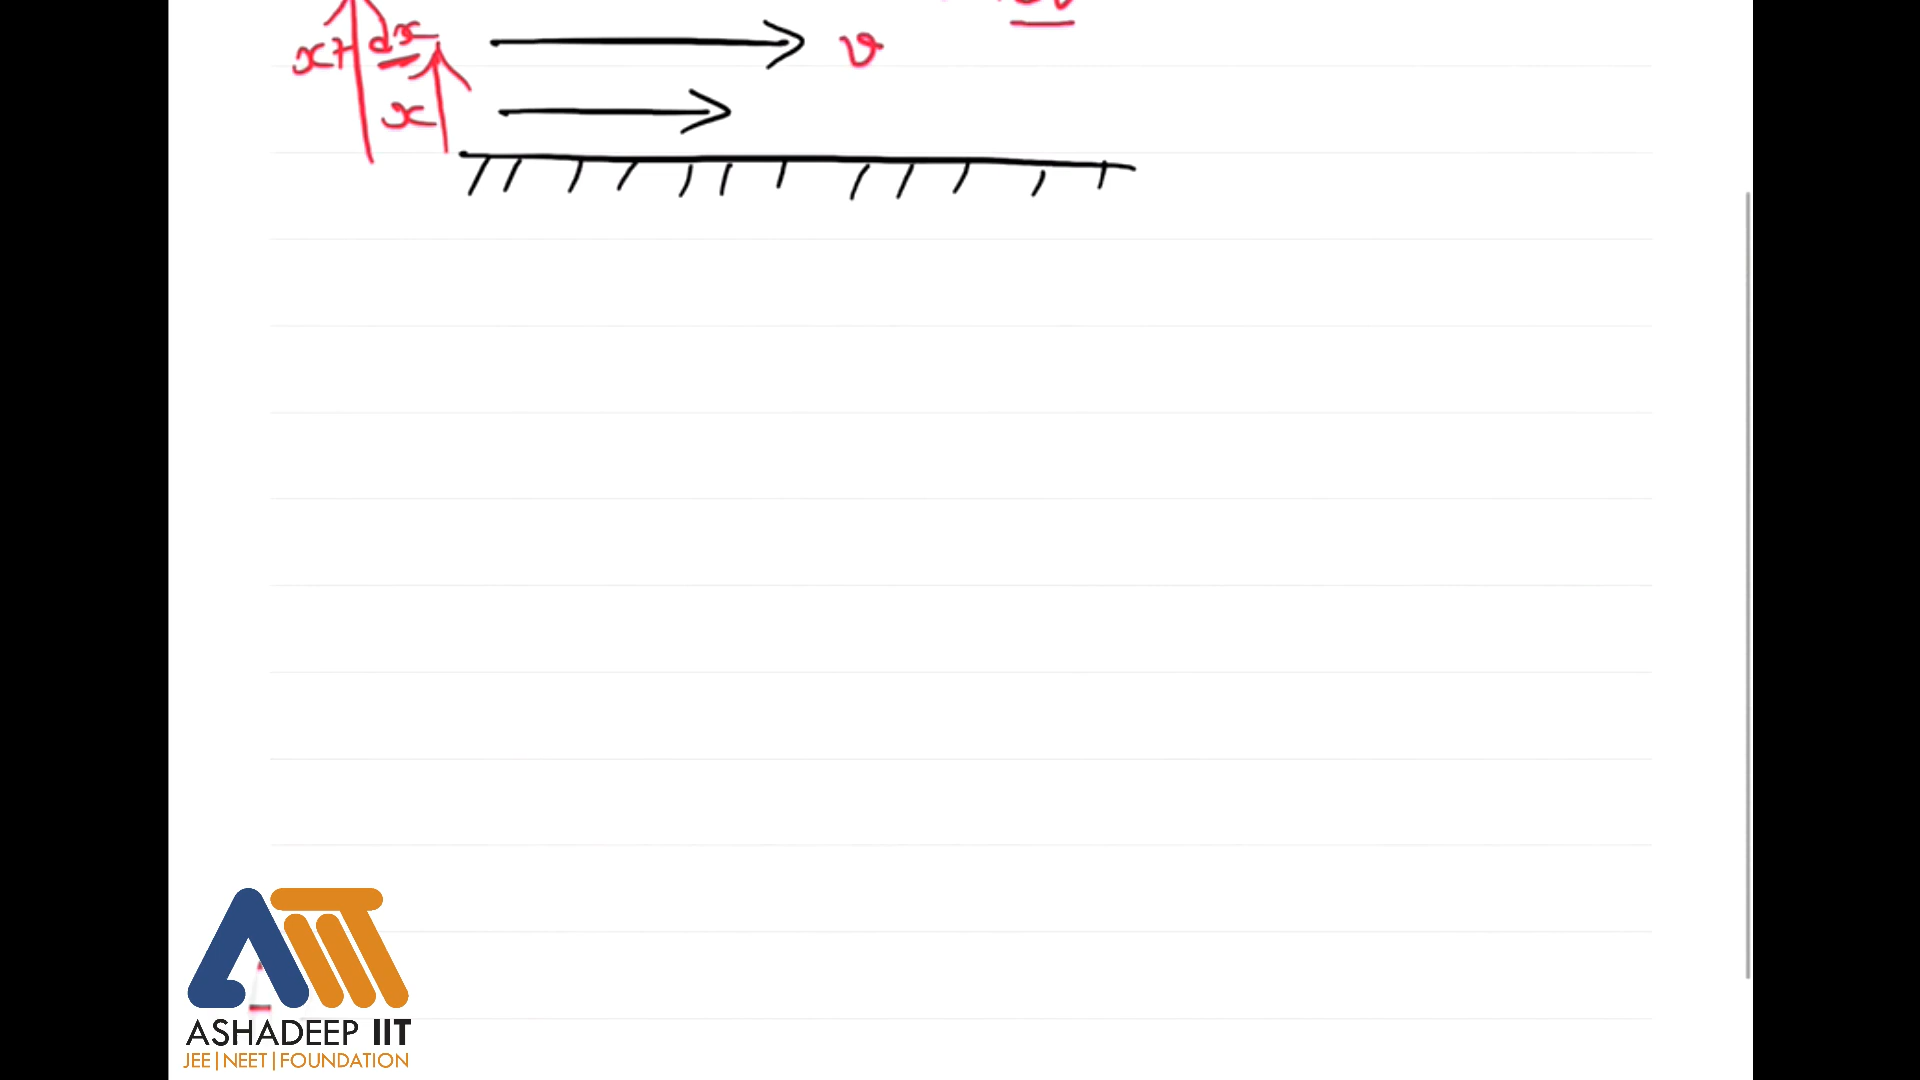 x+dx
v
x
ASHADEEP IIT
JEE|NEET|FOUNDATION